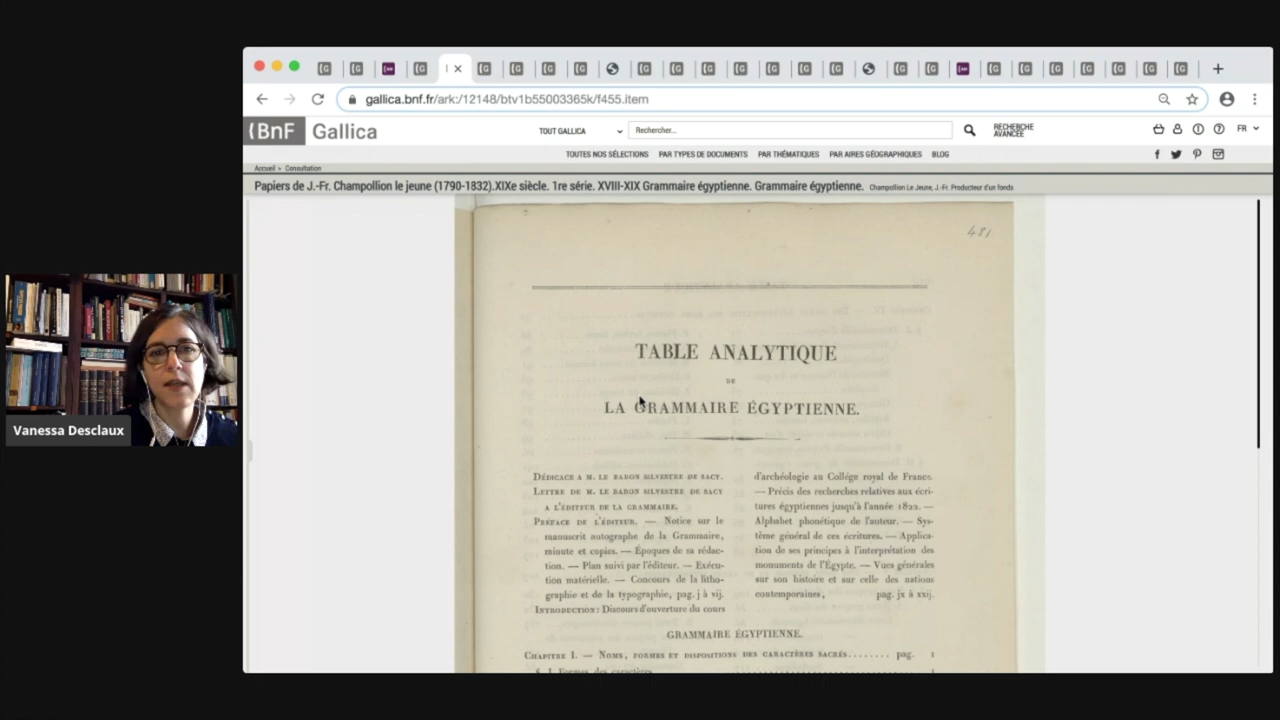 gallica.bnf.fr/ark:/12148/btv1b55003365k/f455.item
{BnF Gallica
TOUT GALLICA
Rechercher...
RECHERCHE AVANCÉE
FR
TOUTES NOS SÉLECTIONS PAR TYPES DE DOCUMENTS PAR THÉMATIQUES PAR AIRES GÉOGRAPHIQUES BLOG
Accueil > Consultation
Papiers de J.-Fr. Champollion le jeune (1790-1832).XIXe siècle. 1re série. XVIII-XIX Grammaire égyptienne. Grammaire égyptienne. Champollion Le Jeune, J.-Fr. Producteur d'un fonds
481
TABLE ANALYTIQUE
DE
LA GRAMMAIRE ÉGYPTIENNE.
DÉDICACE A M. LE BARON SILVESTRE DE SACY.
LETTRE DE M. LE BARON SILVESTRE DE SACY
A L'ÉDITEUR DE LA GRAMMAIRE.
PRÉFACE DE L'ÉDITEUR. — Notice sur le
manuscrit autographe de la Grammaire,
minute et copies. — Époques de sa rédac-
tion. — Plan suivi par l'éditeur. — Exécu-
tion matérielle. — Concours de la litho-
graphie et de la typographie, pag. j à vij.
INTRODUCTION: Discours d'ouverture du cours
d'archéologie au Collége royal de France.
— Précis des recherches relatives aux écri-
tures égyptiennes jusqu'à l'année 1822. —
Alphabet phonétique de l'auteur. — Sys-
tème général de ces écritures. — Applica-
tion de ses principes à l'interprétation des
monuments de l'Égypte. — Vues générales
sur son histoire et sur celle des nations
contemporaines, pag. jx à xxij.
GRAMMAIRE ÉGYPTIENNE.
CHAPITRE I. — NOMS, FORMES ET DISPOSITIONS DES CARACTÈRES SACRÉS........ pag. 1
§ I. Formes des caractères
Vanessa Desclaux